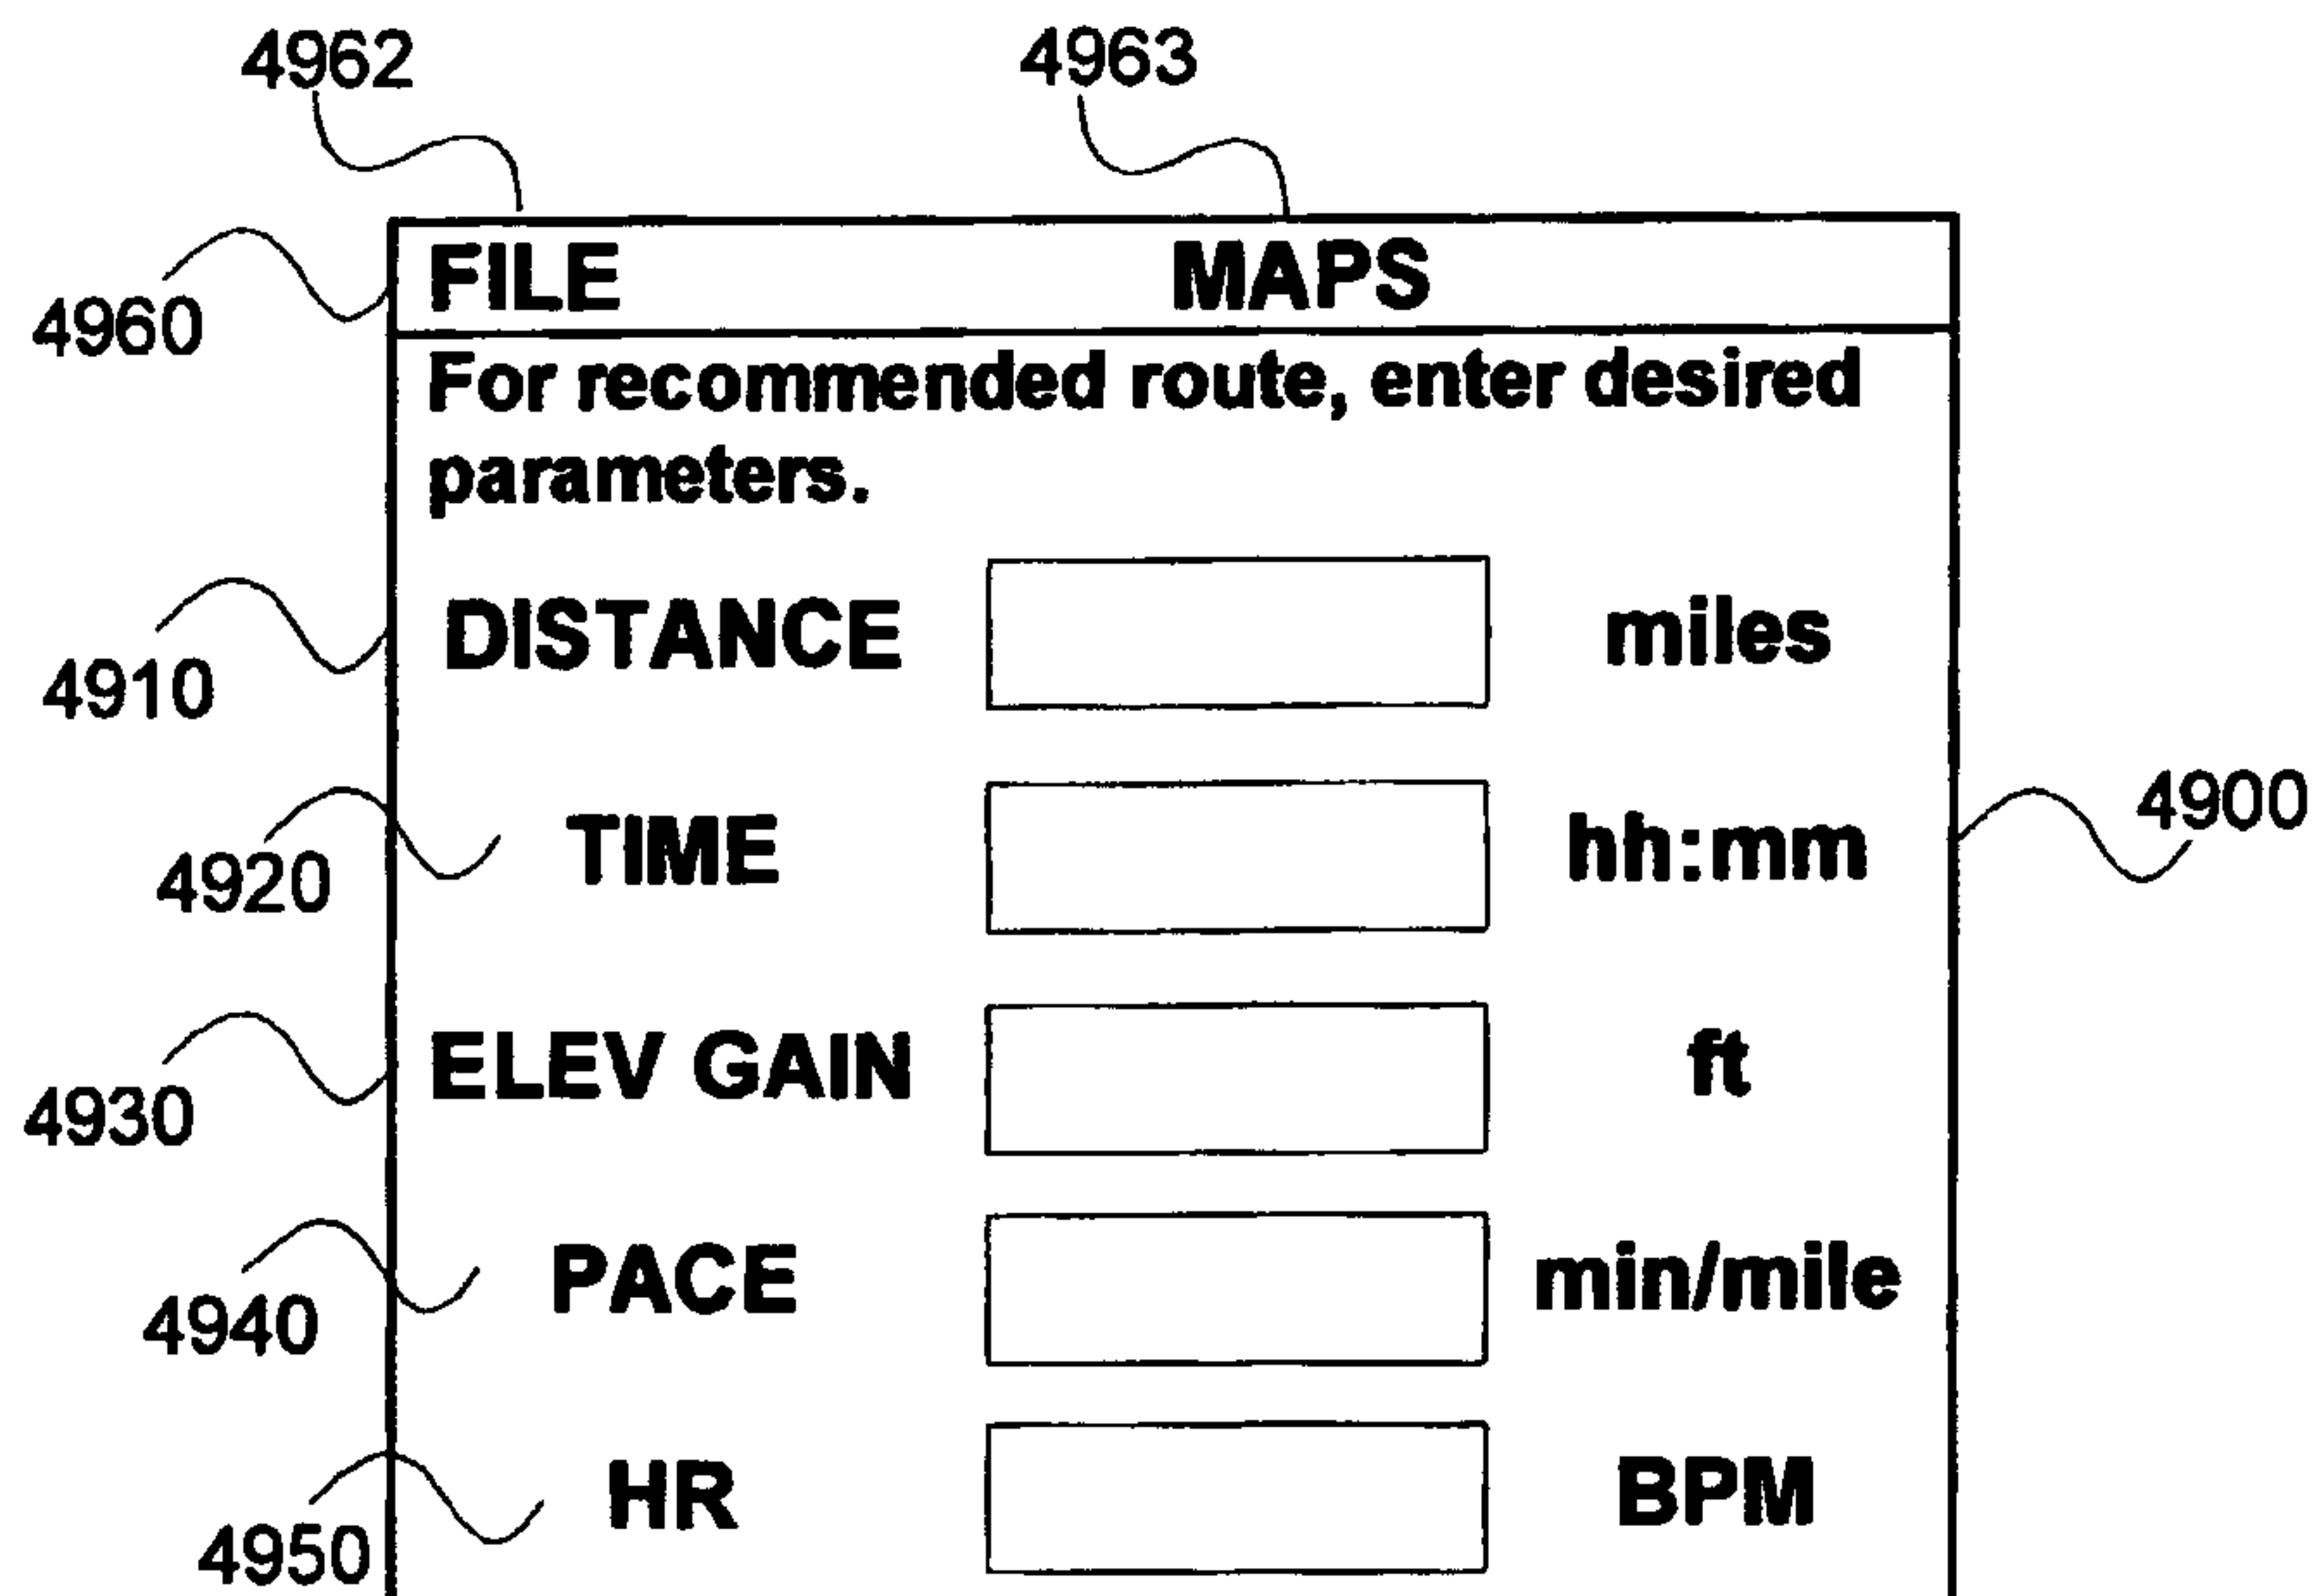 4962 4963
FILE MAPS
4960
For recommended route, enter desired
parameters.
DISTANCE miles
4910
4900
TIME hh:mm
4920
ELEV GAIN ft
4930
PACE min/mile
4940
HR BPM
4950